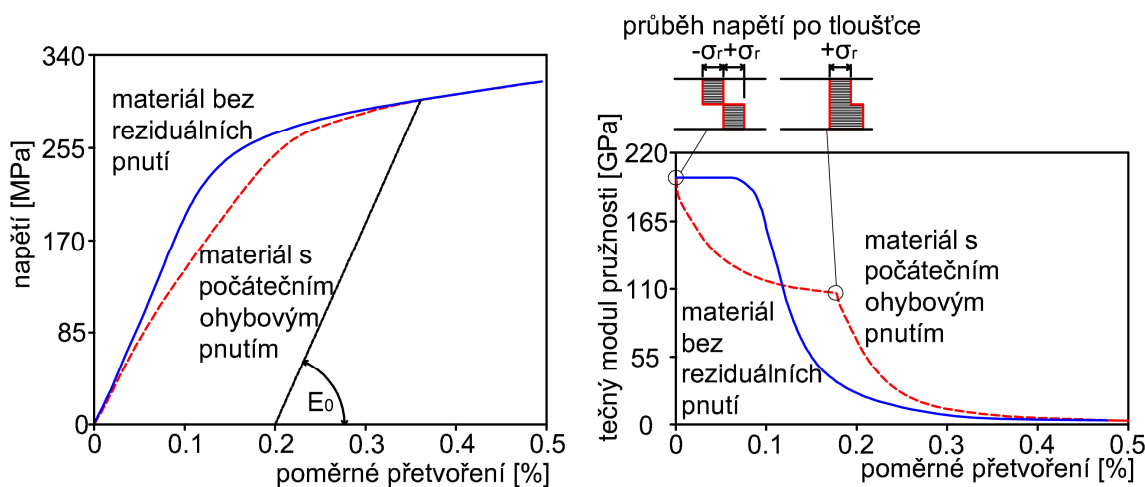 340
255
170
85
0
napětí [MPa]
materiál bez
reziduálních
pnutí
materiál s
počátečním
ohybovým
pnutím
E0
0
0.1
0.2
0.3
0.4
0.5
poměrné přetvoření [%]
průběh napětí po tloušťce
-σr+σr
+σr
220
165
110
55
0
tečný modul pružnosti [GPa]
materiál
bez
reziduálních
pnutí
materiál s
počátečním
ohybovým
pnutím
0
0.1
0.2
0.3
0.4
0.5
poměrné přetvoření [%]